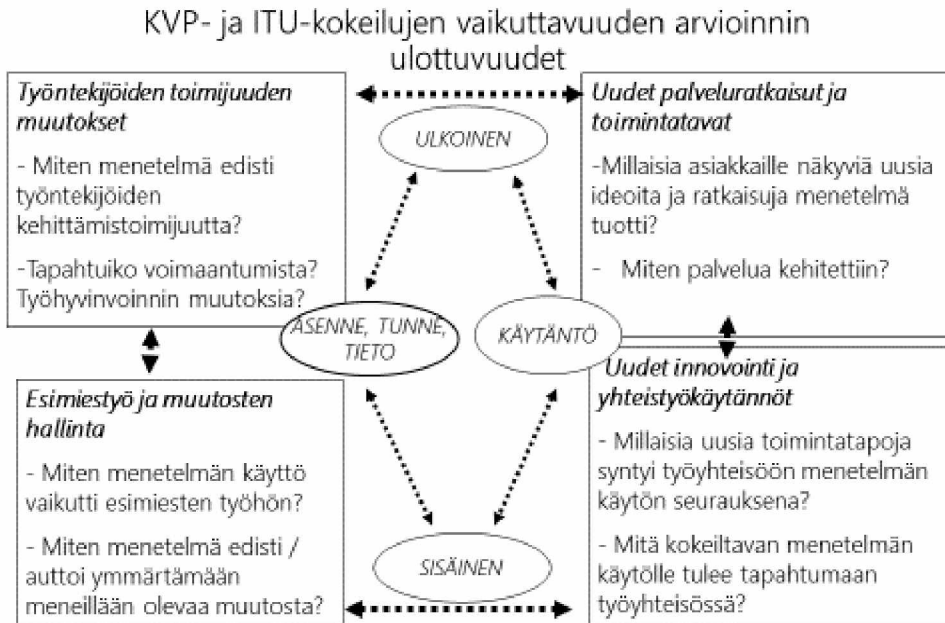 KVP- ja ITU-kokeilujen vaikuttavuuden arvioinnin
ulottuvuudet
Työntekijöiden toimijuuden
muutokset
- Miten menetelmä edisti
työntekijöiden
kehittämistoimijuutta?
-Tapahtuiko voimaantumista?
Työhyvinvoinnin muutoksia?
ULKOINEN
Uudet palveluratkaisut ja
toimintatavat
-Millaisia asiakkaille näkyviä uusia
ideoita ja ratkaisuja menetelmä
tuotti?
- Miten palvelua kehitettiin?
ASENNE, TUNNE,
TIETO
KÄYTÄNTÖ
Esimiestyö ja muutosten
hallinta
- Miten menetelmän käyttö
vaikutti esimiesten työhön?
- Miten menetelmä edisti /
auttoi ymmärtämään
meneillään olevaa muutosta?
SISÄINEN
Uudet innovointi ja
yhteistyökäytännöt
- Millaisia uusia toimintatapoja
syntyi työyhteisöön menetelmän
käytön seurauksena?
- Mitä kokeiltavan menetelmän
käytölle tulee tapahtumaan
työyhteisössä?